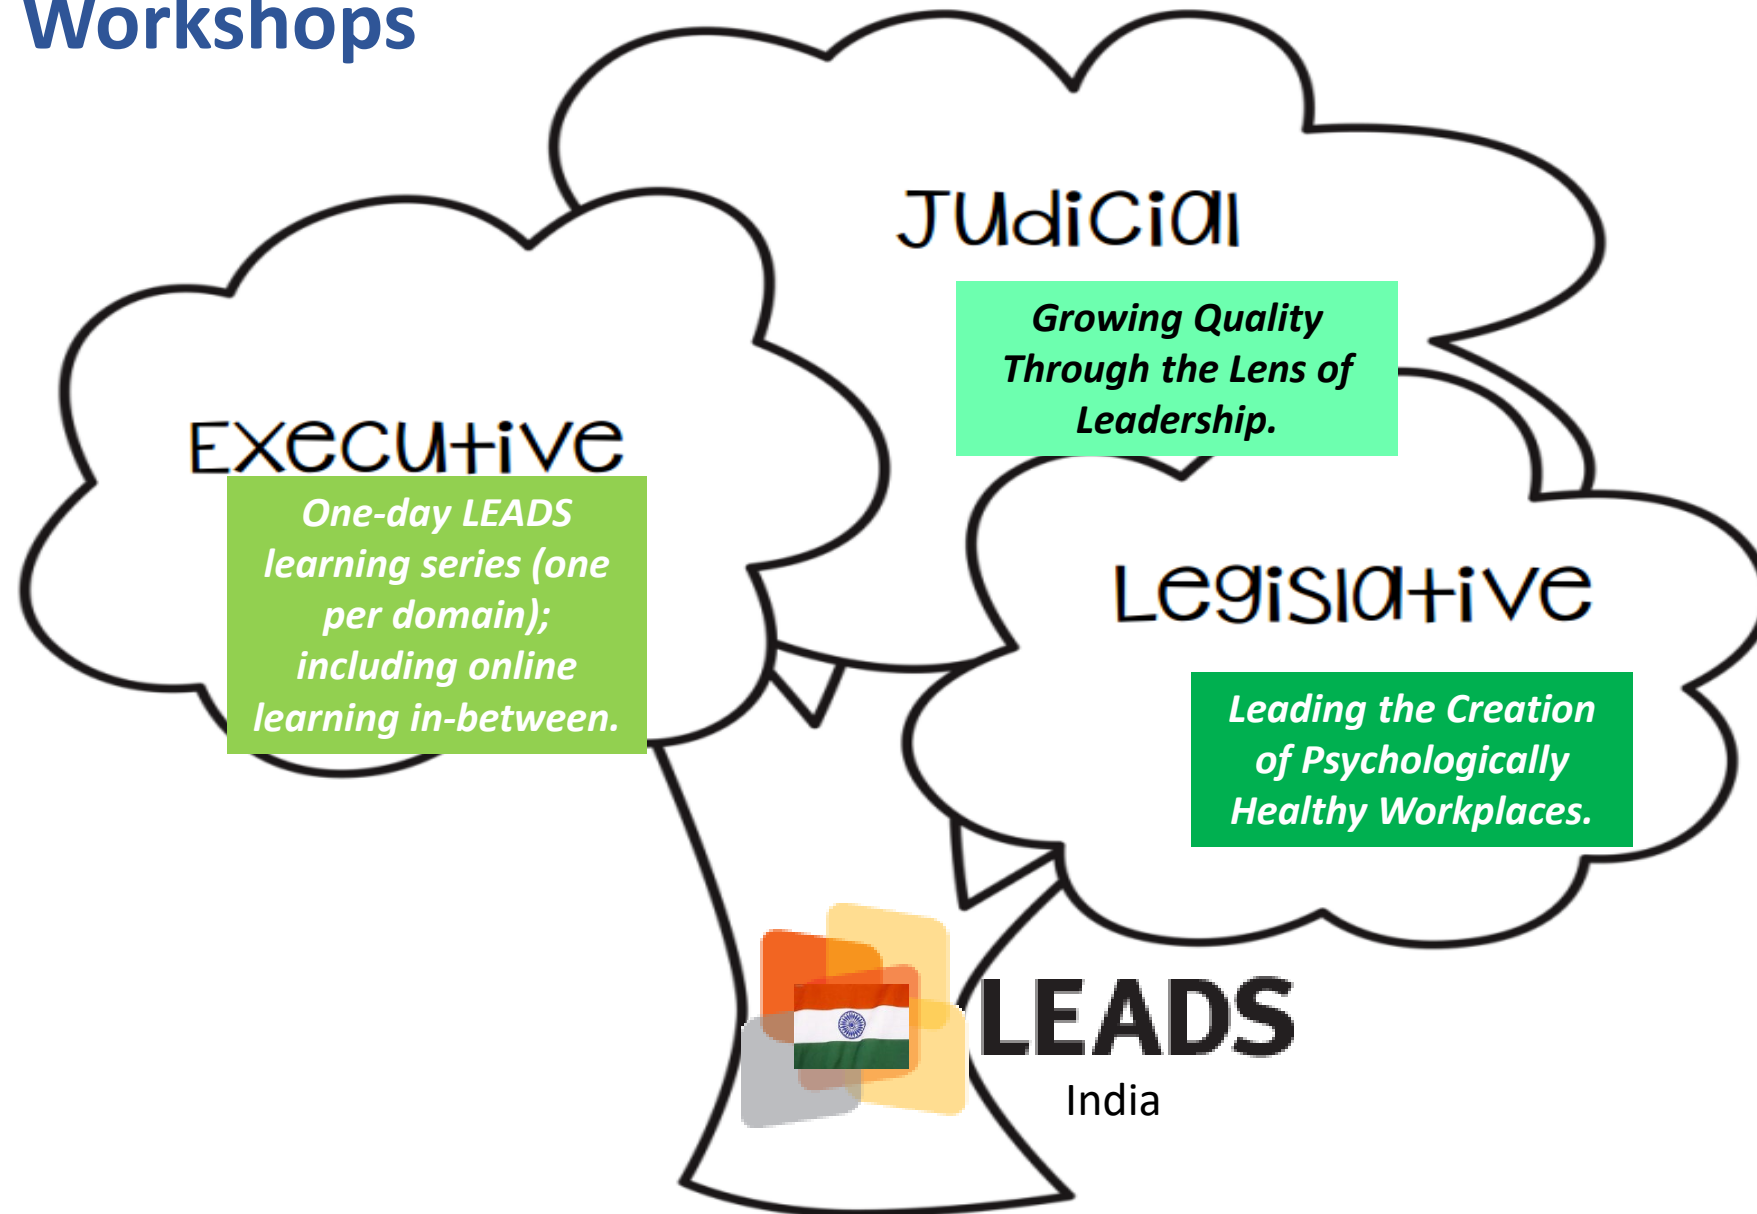 Workshops
Judicial
Growing Quality
Through the Lens of
Leadership.
Executive
One-day LEADS
learning series (one
per domain);
including online
learning in-between.
Legislative
Leading the Creation
of Psychologically
Healthy Workplaces.
LEADS
India